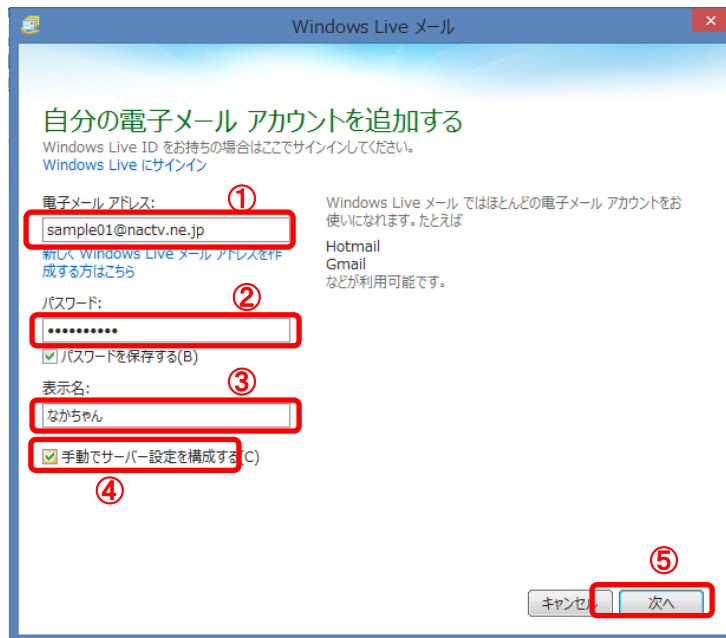 Windows Live メール
自分の電子メール アカウントを追加する
Windows Live ID をお持ちの場合はここでサインインしてください。
Windows Live にサインイン
電子メール アドレス:
①
sample01@nactv.ne.jp
新しく Windows Live メール アドレスを作
成する方はこちら
パスワード:
②
••••••••••
パスワードを保存する(B)
表示名:
③
なかちゃん
手動でサーバー設定を構成する(C)
④
Windows Live メール ではほとんどの電子メール アカウントをお
使いになれます。たとえば
Hotmail
Gmail
などが利用可能です。
⑤
キャンセル
次へ